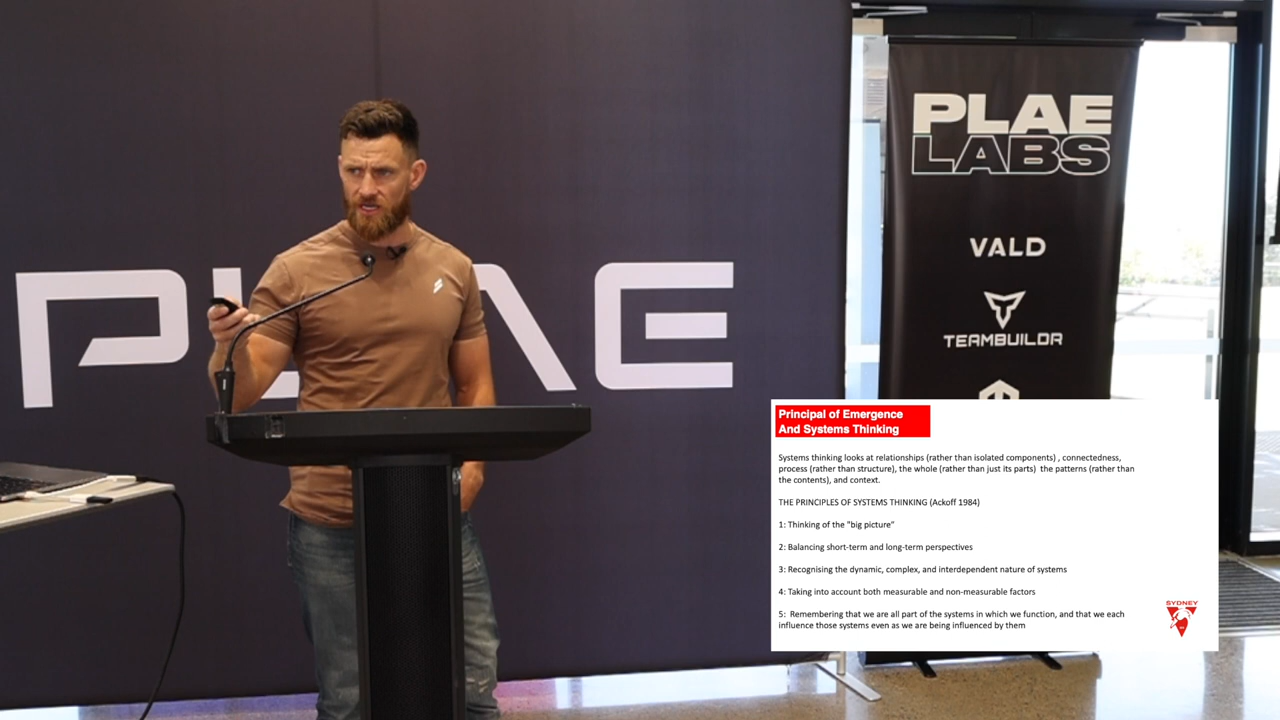 PLAE
PLAE
LABS
VALD
TEAMBUILDR
Principal of Emergence
And Systems Thinking
Systems thinking looks at relationships (rather than isolated components) , connectedness,
process (rather than structure), the whole (rather than just its parts)  the patterns (rather than
the contents), and context.
THE PRINCIPLES OF SYSTEMS THINKING (Ackoff 1984)
1: Thinking of the "big picture"
2: Balancing short-term and long-term perspectives
3: Recognising the dynamic, complex, and interdependent nature of systems
4: Taking into account both measurable and non-measurable factors
5:  Remembering that we are all part of the systems in which we function, and that we each
influence those systems even as we are being influenced by them
SYDNEY